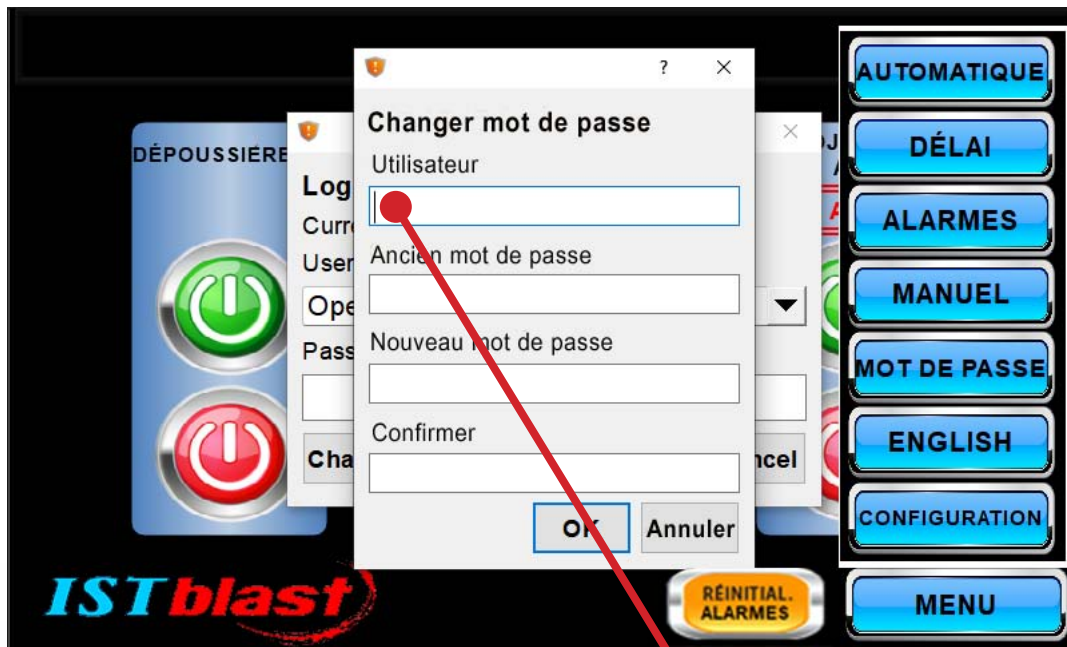 ? ×
Changer mot de passe
Utilisateur
Ancien mot de passe
Nouveau mot de passe
Confirmer
OK Annuler
DÉPOUSSIÉRE
×
Log
Curre
User
Ope
Pass
Cha
ncel
AUTOMATIQUE
DÉLAI
ALARMES
MANUEL
MOT DE PASSE
ENGLISH
CONFIGURATION
ISTblast
RÉINITIAL.
ALARMES
MENU